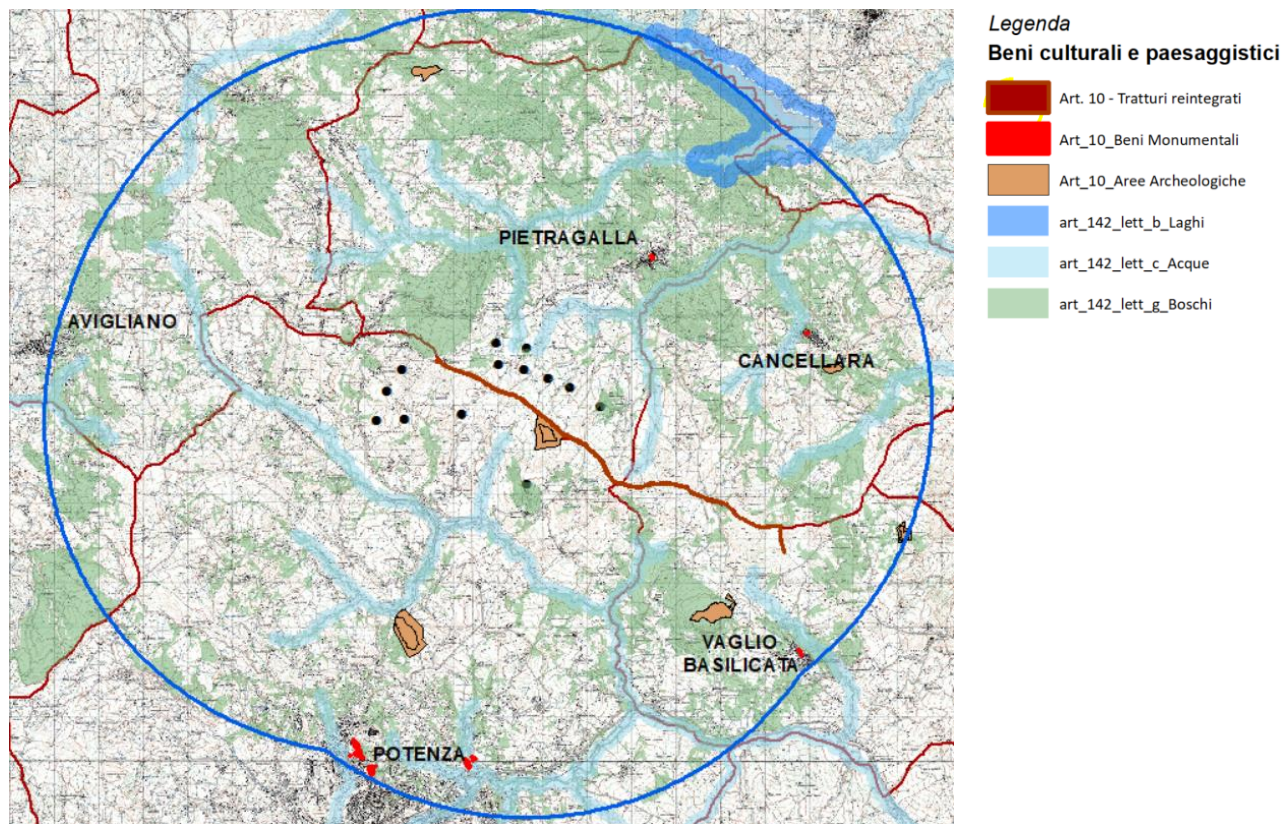 Legenda
Beni culturali e paesaggistici
Art. 10 - Tratturi reintegrati
Art_10_Beni Monumentali
Art_10_Aree Archeologiche
art_142_lett_b_Laghi
art_142_lett_c_Acque
art_142_lett_g_Boschi
PIETRAGALLA
AVIGLIANO
CANCELLARA
VAGLIO
BASILICATA
POTENZA